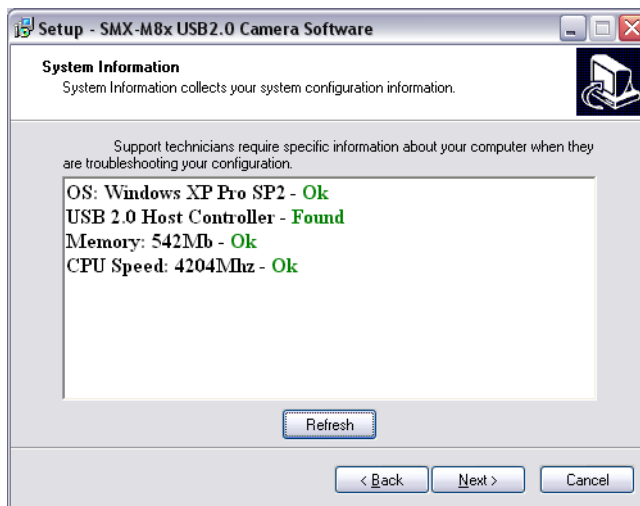 Setup - SMX-M8x USB2.0 Camera Software
System Information
System Information collects your system configuration information.
Support technicians require specific information about your computer when they
are troubleshooting your configuration.
OS: Windows XP Pro SP2 - Ok
USB 2.0 Host Controller - Found
Memory: 542Mb - Ok
CPU Speed: 4204Mhz - Ok
Refresh
< Back Next > Cancel